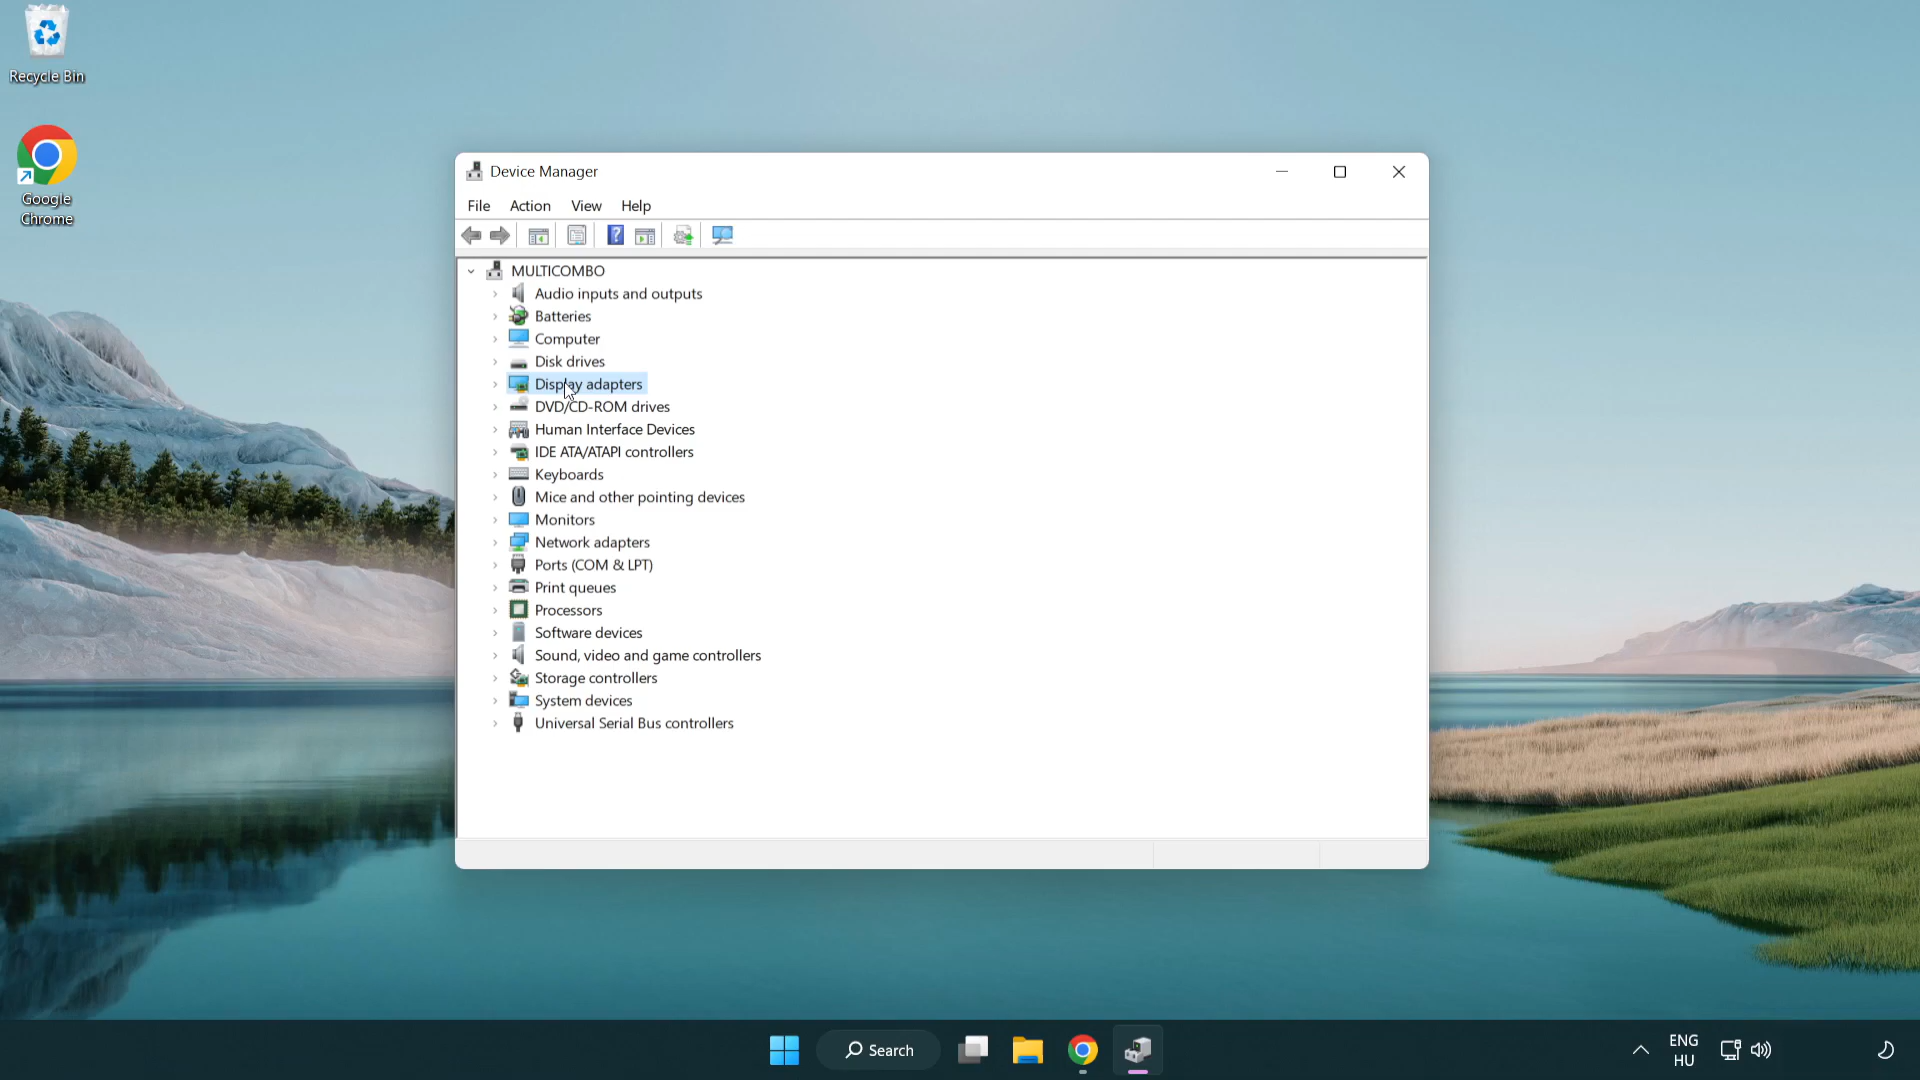 Recycle Bin
Google
Chrome
Device Manager
File Action View Help
MULTICOMBO
Audio inputs and outputs
Batteries
Computer
Disk drives
Display adapters
DVD/CD-ROM drives
Human Interface Devices
IDE ATA/ATAPI controllers
Keyboards
Mice and other pointing devices
Monitors
Network adapters
Ports (COM & LPT)
Print queues
Processors
Software devices
Sound, video and game controllers
Storage controllers
System devices
Universal Serial Bus controllers
Search
ENG
HU